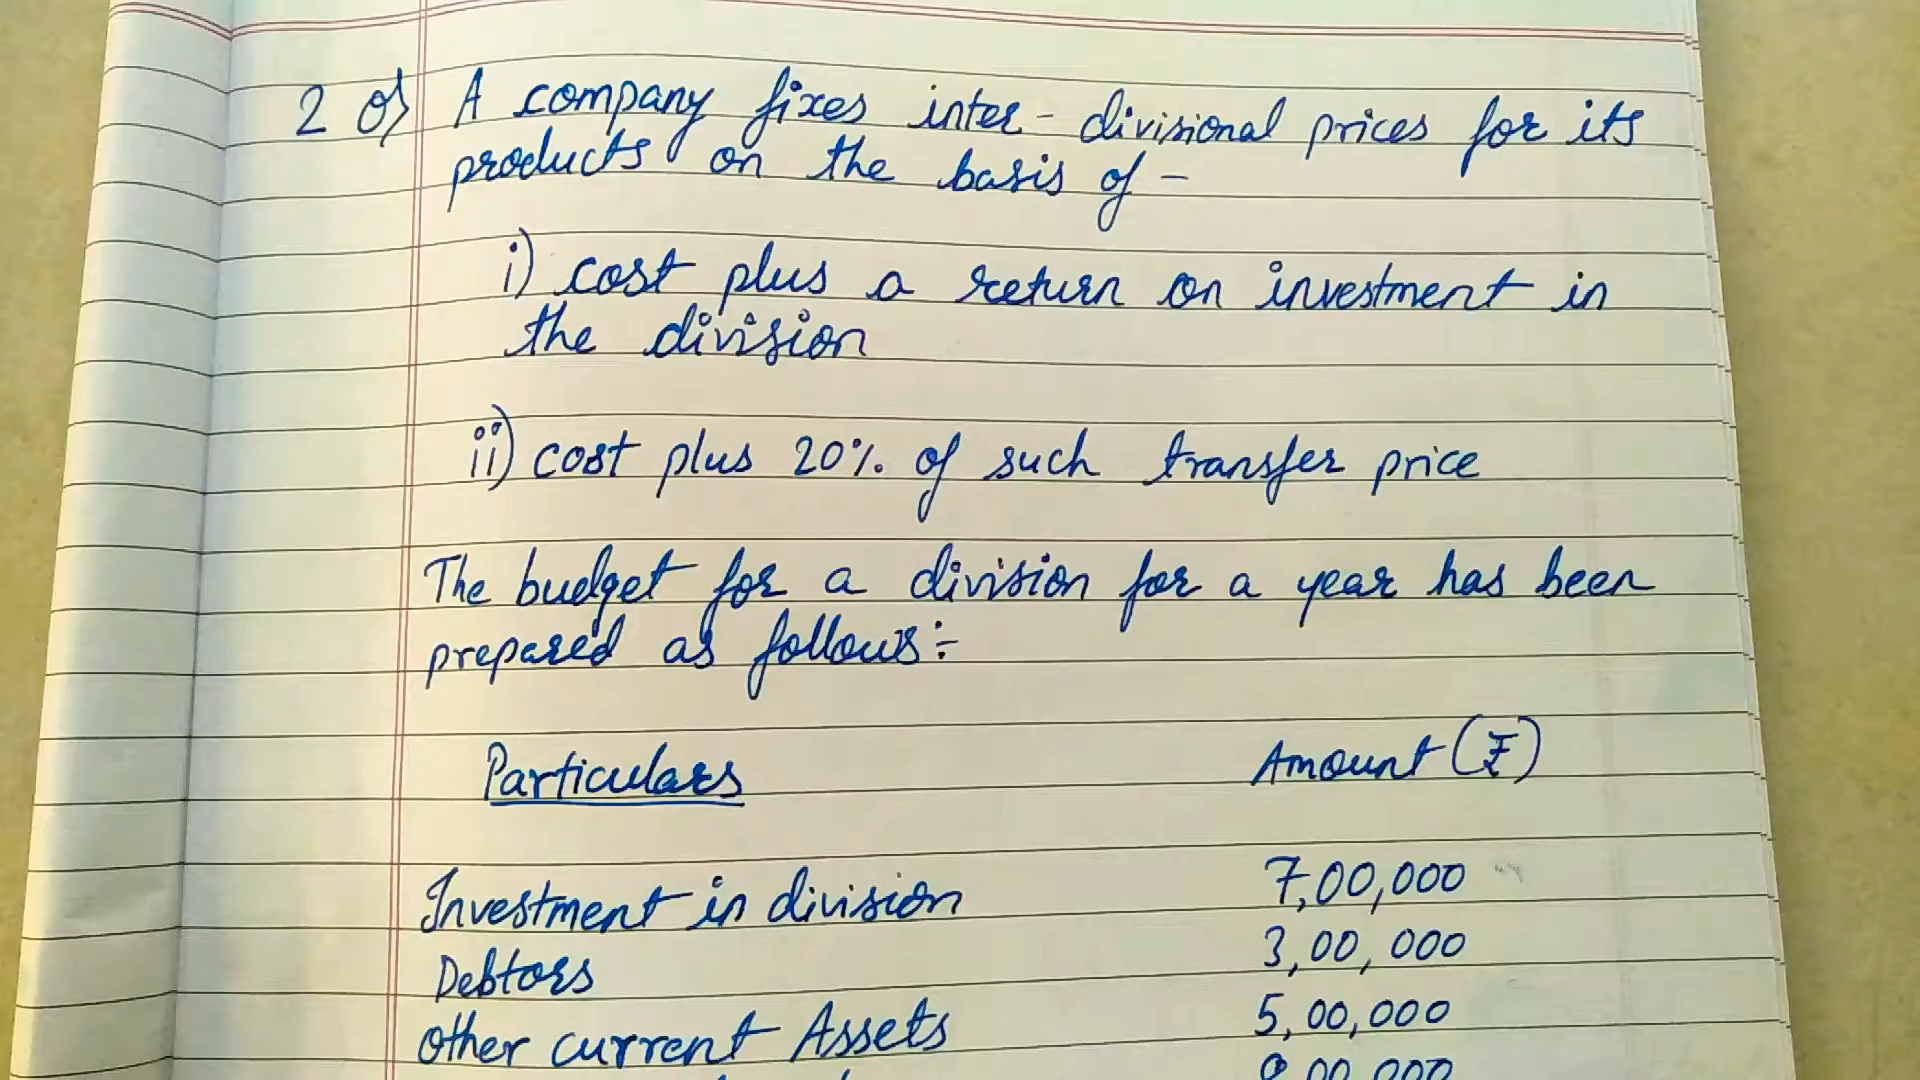 2 Q) A company fixes inter-divisional prices for its
products on the basis of -
i) cost plus a return on investment in
the division
ii) cost plus 20% of such transfer price
The budget for a division for a year has been
prepared as follows:-
Particulars Amount (₹)
Investment in division 7,00,000
Debtors 3,00,000
Other current Assets 5,00,000